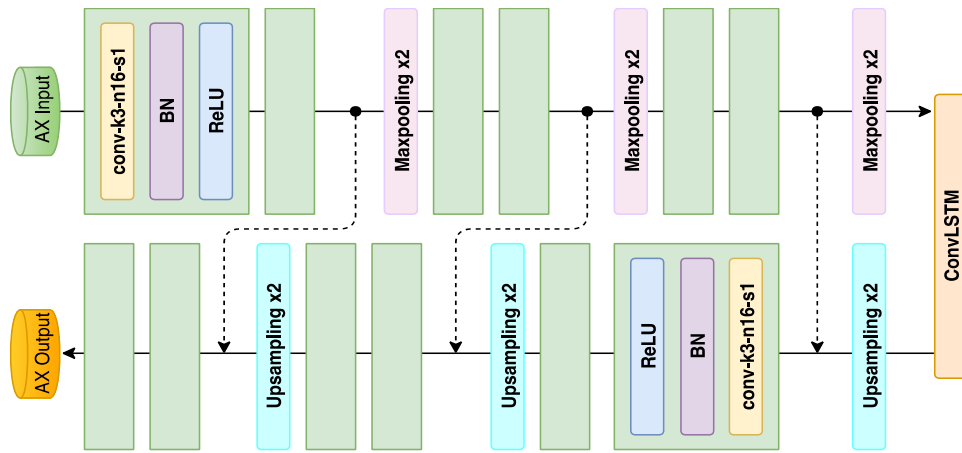 AX Input
conv-k3-n16-s1
BN
ReLU
Maxpooling x2
Maxpooling x2
Maxpooling x2
ConvLSTM
AX Output
Upsampling x2
Upsampling x2
ReLU
BN
conv-k3-n16-s1
Upsampling x2